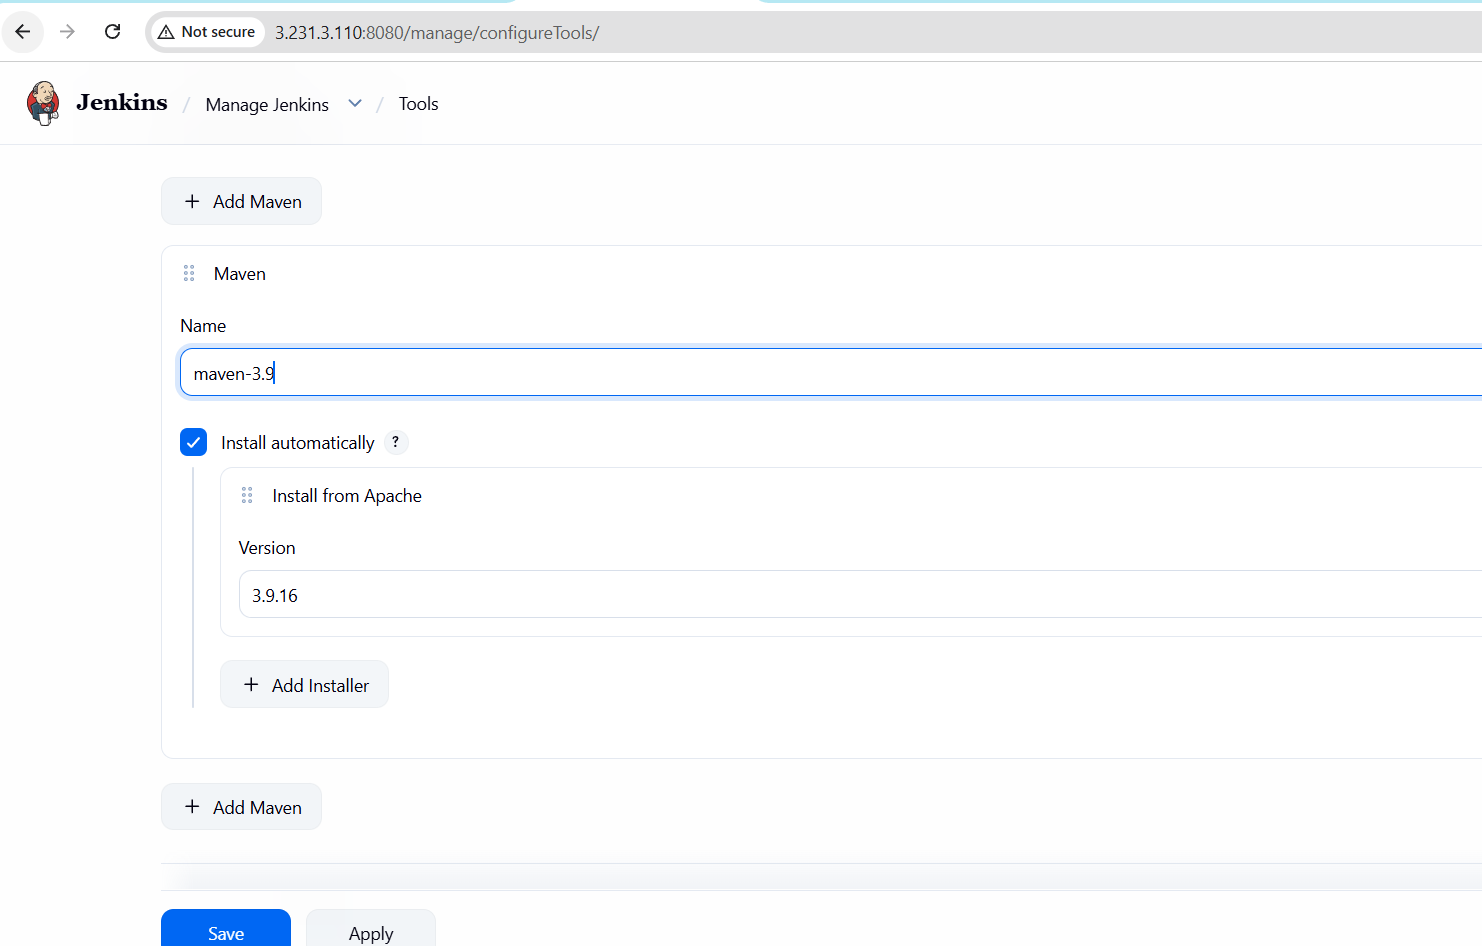 Not secure 3.231.3.110:8080/manage/configureTools/
Jenkins / Manage Jenkins / Tools
+ Add Maven
Maven
Name
maven-3.9
Install automatically ?
Install from Apache
Version
3.9.16
+ Add Installer
+ Add Maven
Save Apply